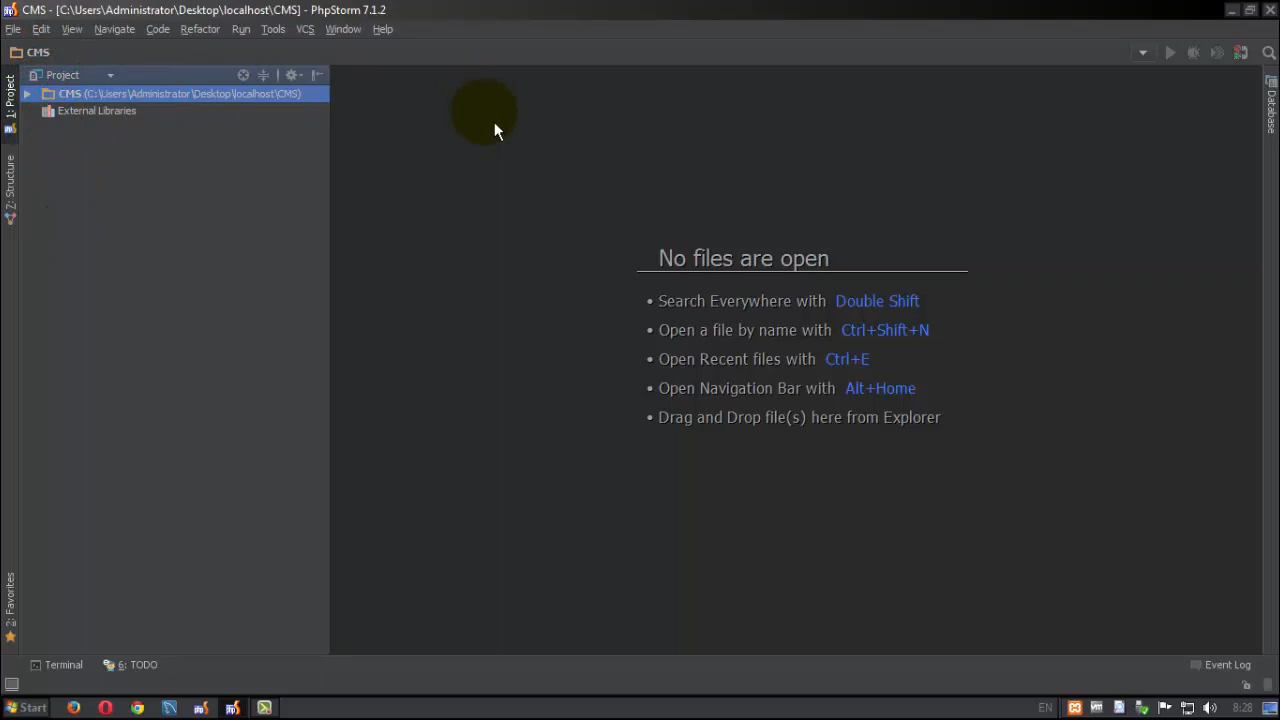 CMS - [C:\Users\Administrator\Desktop\localhost\CMS] - PhpStorm 7.1.2
File Edit View Navigate Code Refactor Run Tools VCS Window Help
CMS
1: Project
Project
CMS (C:\Users\Administrator\Desktop\localhost\CMS)
External Libraries
Database
Z: Structure
No files are open
• Search Everywhere with Double Shift
• Open a file by name with Ctrl+Shift+N
• Open Recent files with Ctrl+E
• Open Navigation Bar with Alt+Home
• Drag and Drop file(s) here from Explorer
2: Favorites
Terminal 6: TODO Event Log
Start EN 8:28